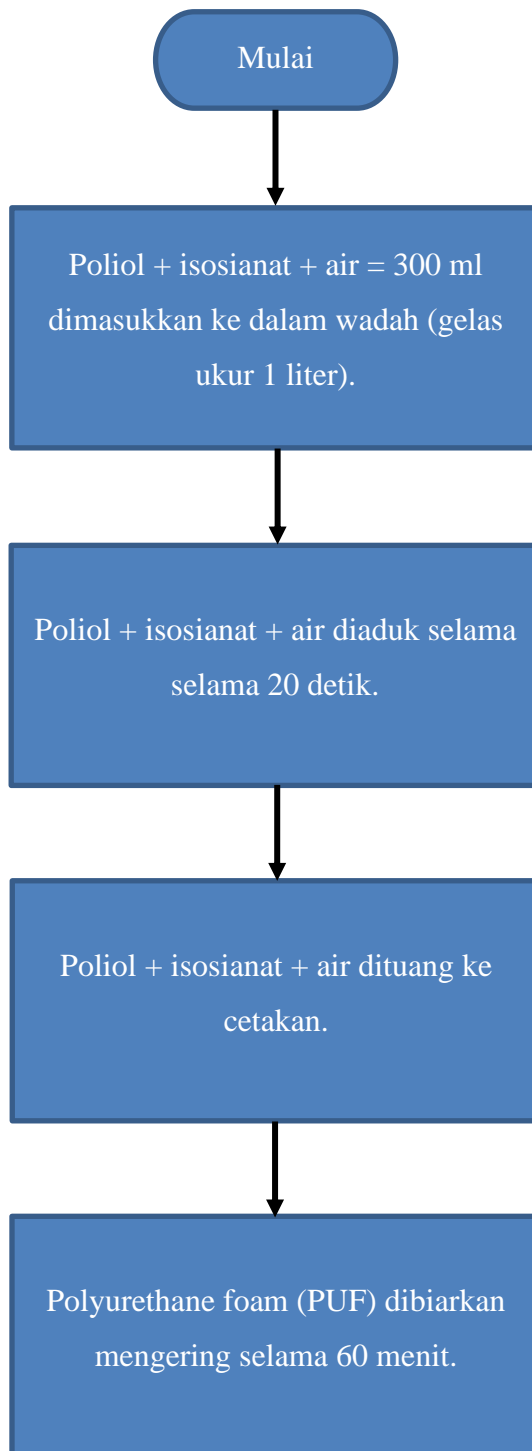 Mulai
Poliol + isosianat + air = 300 ml
dimasukkan ke dalam wadah (gelas
ukur 1 liter).
Poliol + isosianat + air diaduk selama
selama 20 detik.
Poliol + isosianat + air dituang ke
cetakan.
Polyurethane foam (PUF) dibiarkan
mengering selama 60 menit.